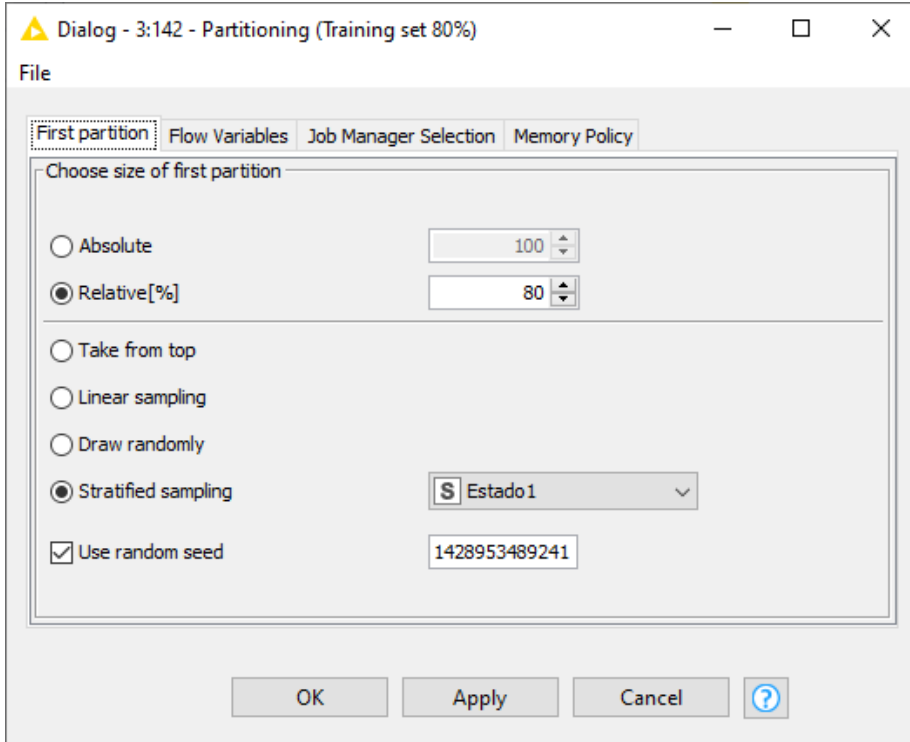 Dialog - 3:142 - Partitioning (Training set 80%)
File
First partition Flow Variables Job Manager Selection Memory Policy
Choose size of first partition
Absolute 100
Relative[%] 80
Take from top
Linear sampling
Draw randomly
Stratified sampling S Estado1
Use random seed 1428953489241
OK Apply Cancel ?